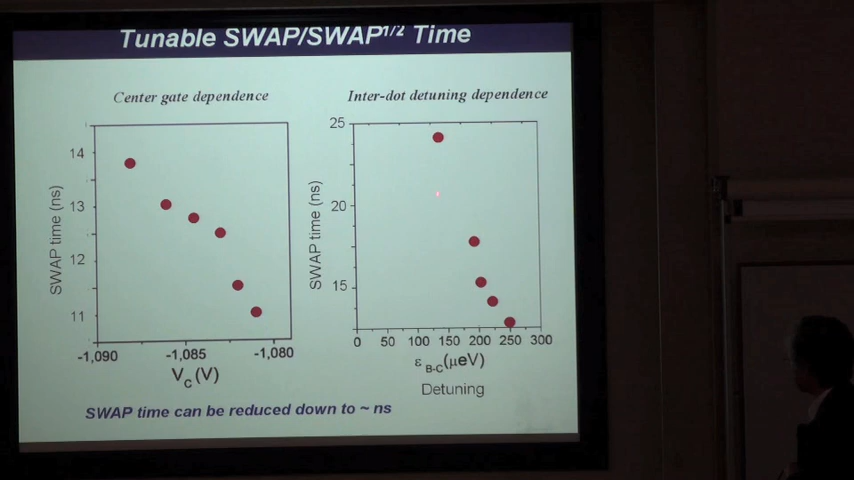 Tunable SWAP/SWAP1/2 Time
Center gate dependence
Inter-dot detuning dependence
SWAP time (ns)
14
13
12
11
-1,090
-1,085
-1,080
VC (V)
SWAP time (ns)
25
20
15
0 50 100 150 200 250 300
εB-C(μeV)
Detuning
SWAP time can be reduced down to ~ ns